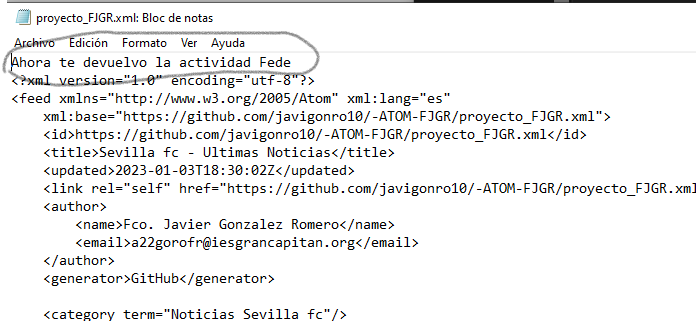 proyecto_FJGR.xml: Bloc de notas
Archivo Edición Formato Ver Ayuda
Ahora te devuelvo la actividad Fede
<?xml version="1.0" encoding="utf-8"?>
<feed xmlns="http://www.w3.org/2005/Atom" xml:lang="es"
xml:base="https://github.com/javigonro10/-ATOM-FJGR/proyecto_FJGR.xml">
<id>https://github.com/javigonro10/-ATOM-FJGR/proyecto_FJGR.xml</id>
<title>Sevilla fc - Ultimas Noticias</title>
<updated>2023-01-03T18:30:02Z</updated>
<link rel="self" href="https://github.com/javigonro10/-ATOM-FJGR/proyecto_FJGR.xml
<author>
<name>Fco. Javier Gonzalez Romero</name>
<email>a22gorofr@iesgrancapitan.org</email>
</author>
<generator>GitHub</generator>
<category term="Noticias Sevilla fc"/>